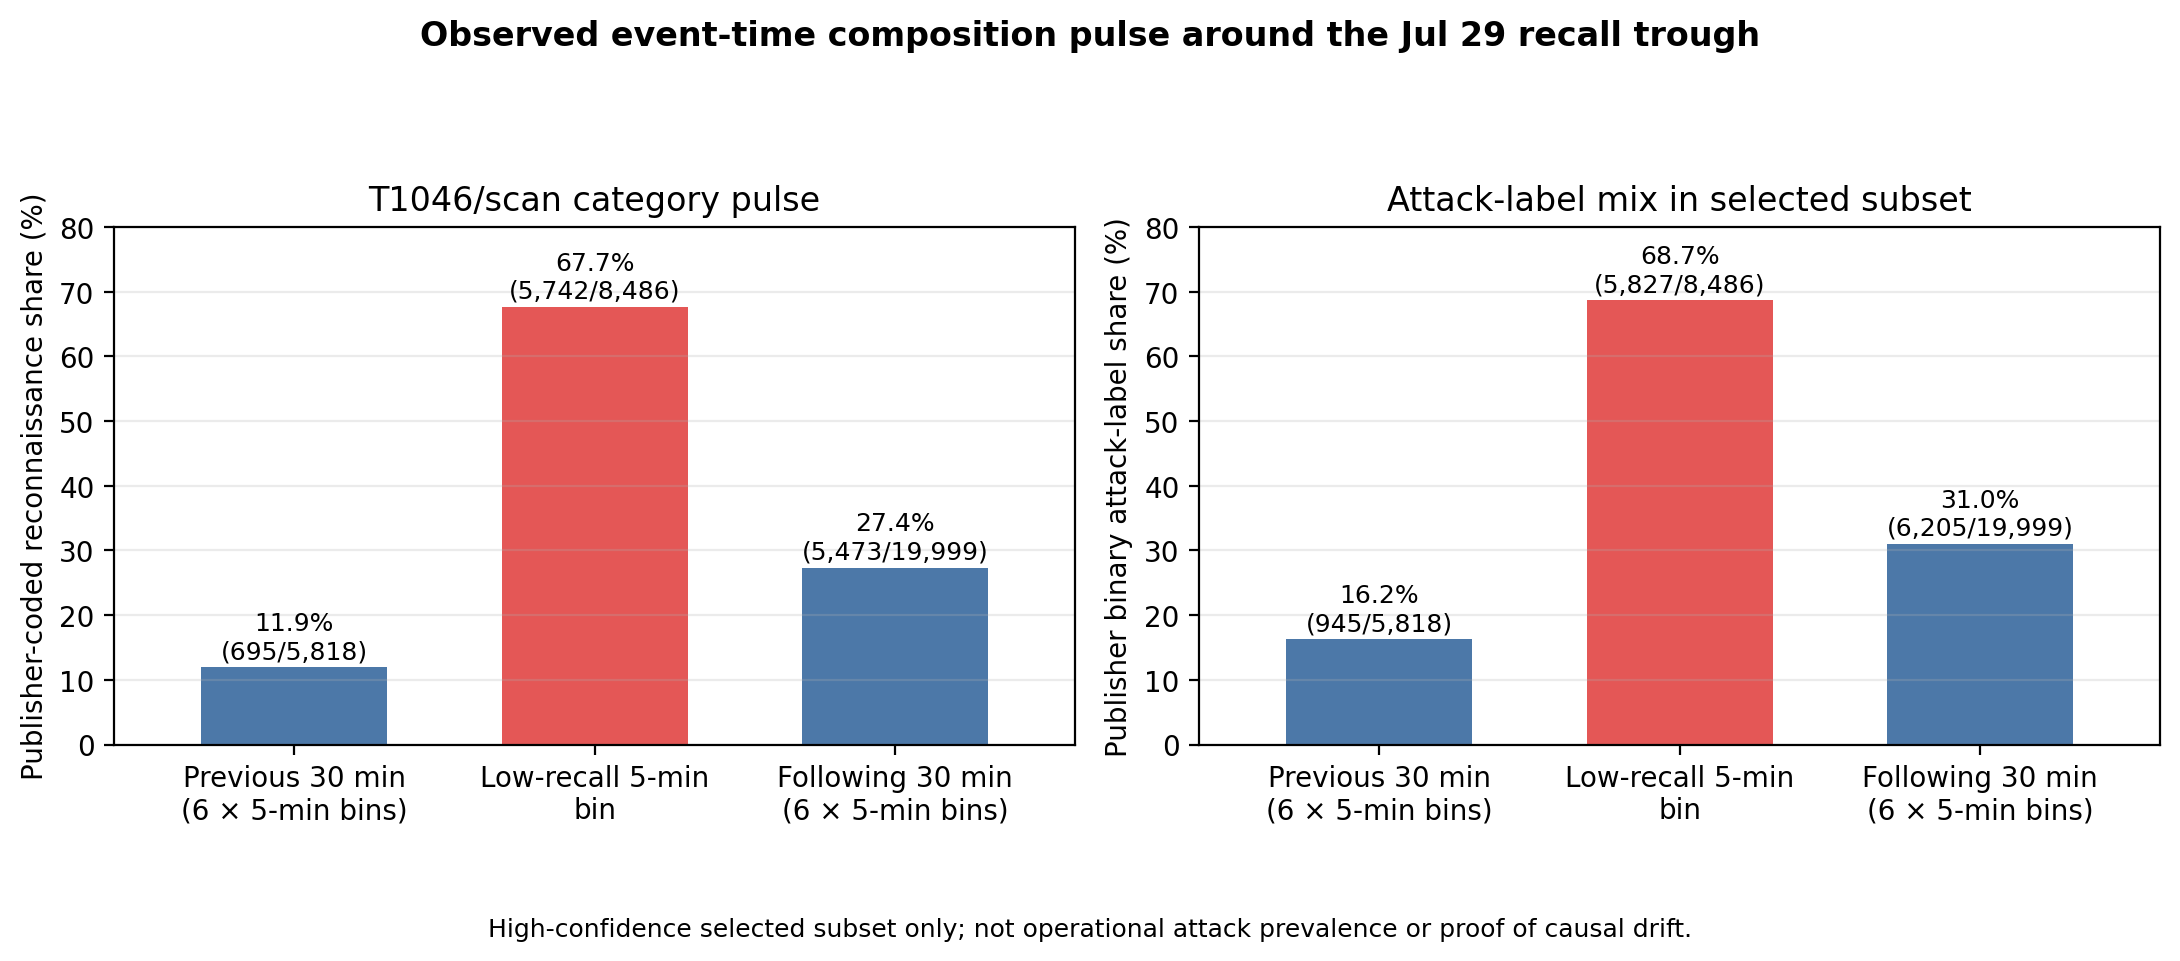 Observed event-time composition pulse around the Jul 29 recall trough
T1046/scan category pulse
Publisher-coded reconnaissance share (%)
80
70
60
50
40
30
20
10
0
11.9%
(695/5,818)
67.7%
(5,742/8,486)
27.4%
(5,473/19,999)
Previous 30 min
(6 × 5-min bins)
Low-recall 5-min
bin
Following 30 min
(6 × 5-min bins)
Attack-label mix in selected subset
Publisher binary attack-label share (%)
80
70
60
50
40
30
20
10
0
16.2%
(945/5,818)
68.7%
(5,827/8,486)
31.0%
(6,205/19,999)
Previous 30 min
(6 × 5-min bins)
Low-recall 5-min
bin
Following 30 min
(6 × 5-min bins)
High-confidence selected subset only; not operational attack prevalence or proof of causal drift.